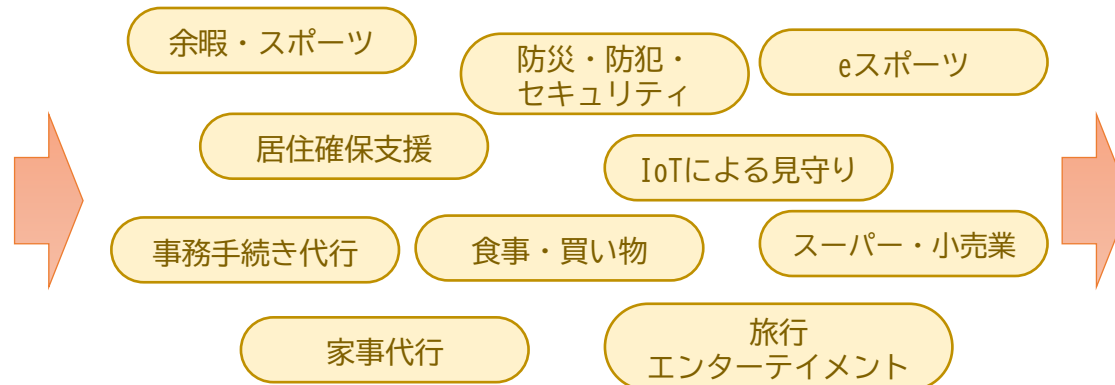 余暇・スポーツ
防災・防犯・
セキュリティ
eスポーツ
居住確保支援
IoTによる見守り
事務手続き代行
食事・買い物
スーパー・小売業
家事代行
旅行
エンターテイメント